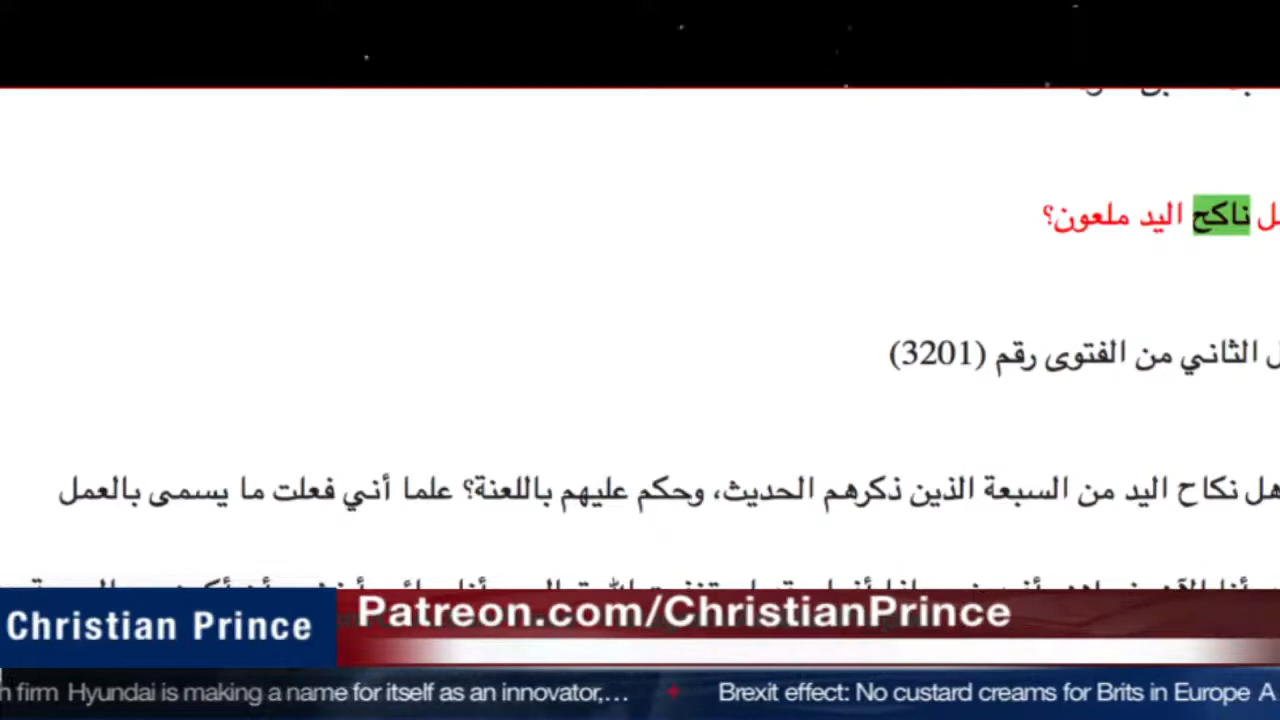 ناكح اليد ملعون؟
الثاني من الفتوى رقم (3201)
هل نكاح اليد من السبعة الذين ذكرهم الحديث، وحكم عليهم باللعنة؟ علما أني فعلت ما يسمى بالعمل
Patreon.com/ChristianPrince
Christian Prince
firm Hyundai is making a name for itself as an innovator,... Brexit effect: No custard creams for Brits in Europe A